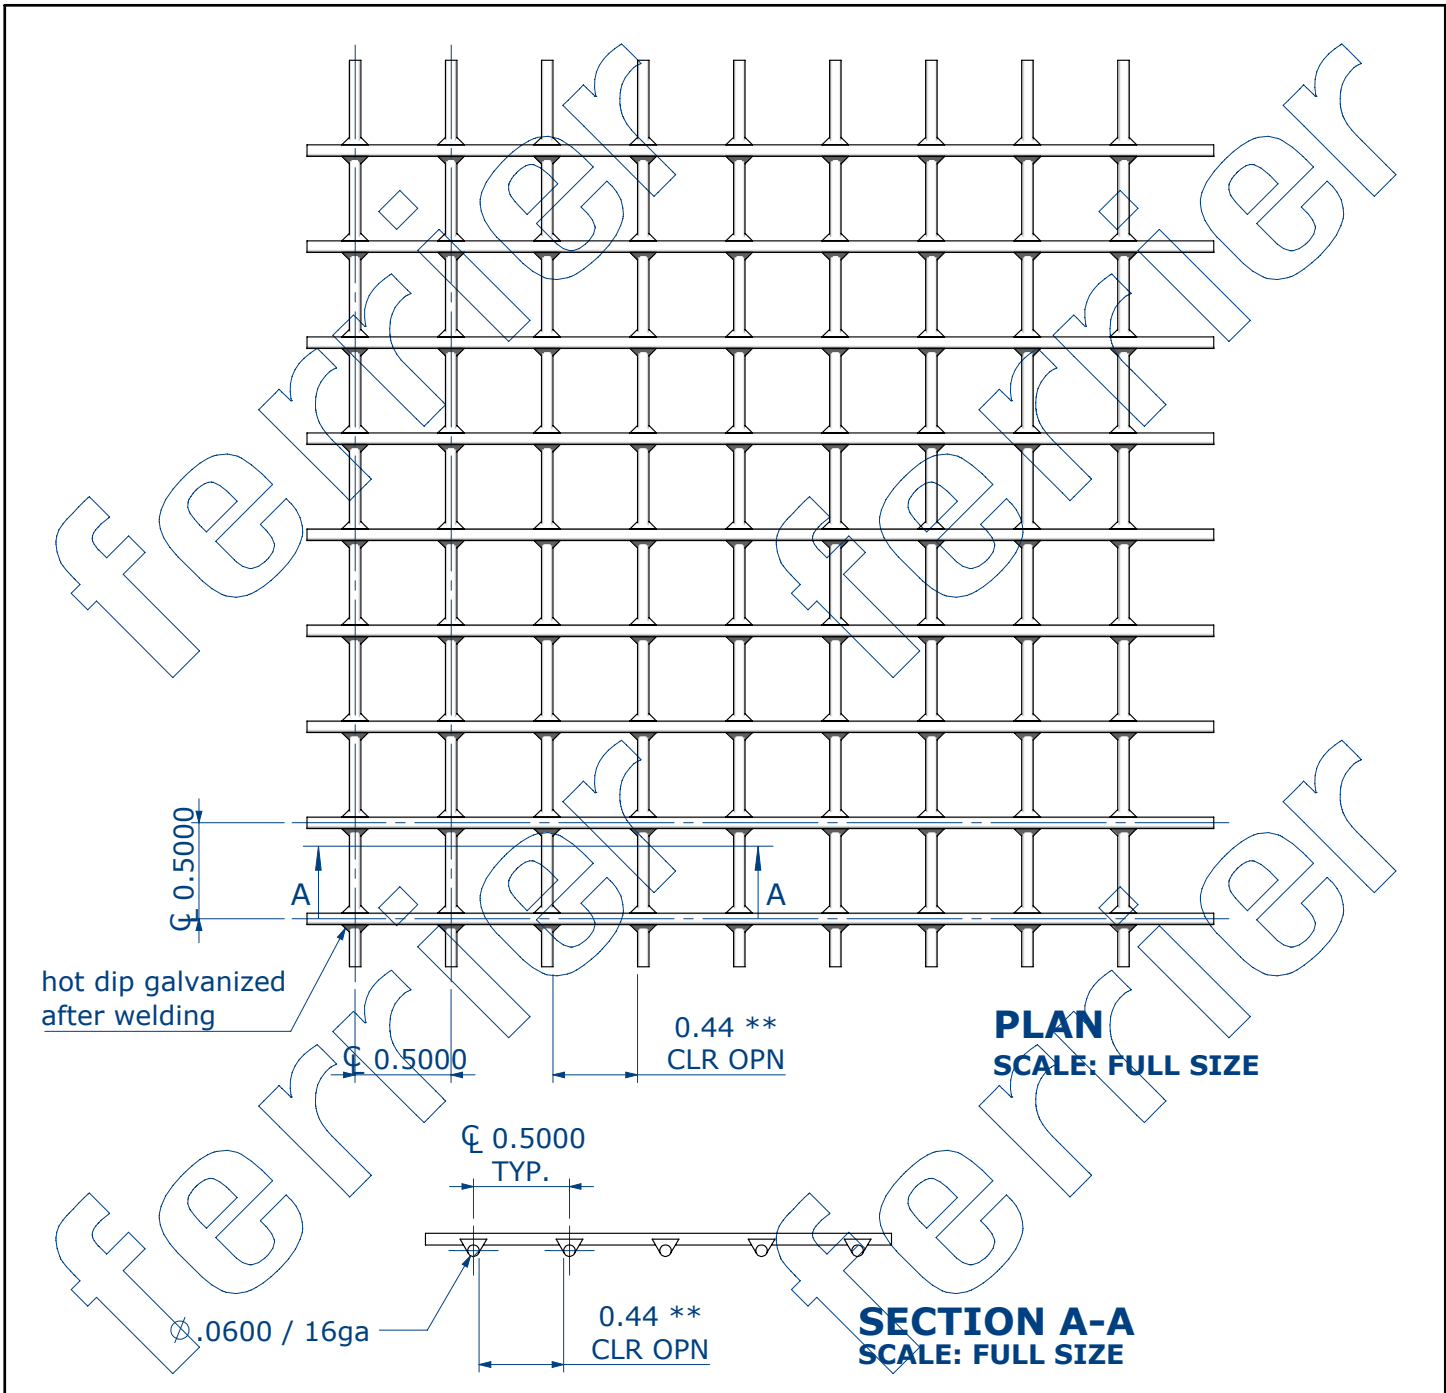 ferrier
ferrier
℄ 0.5000
A
A
hot dip galvanized
after welding
℄ 0.5000
0.44 **
CLR OPN
PLAN
SCALE: FULL SIZE
ferrier
ferrier
℄ 0.5000
TYP.
∅ .0600 / 16ga
0.44 **
CLR OPN
SECTION A-A
SCALE: FULL SIZE